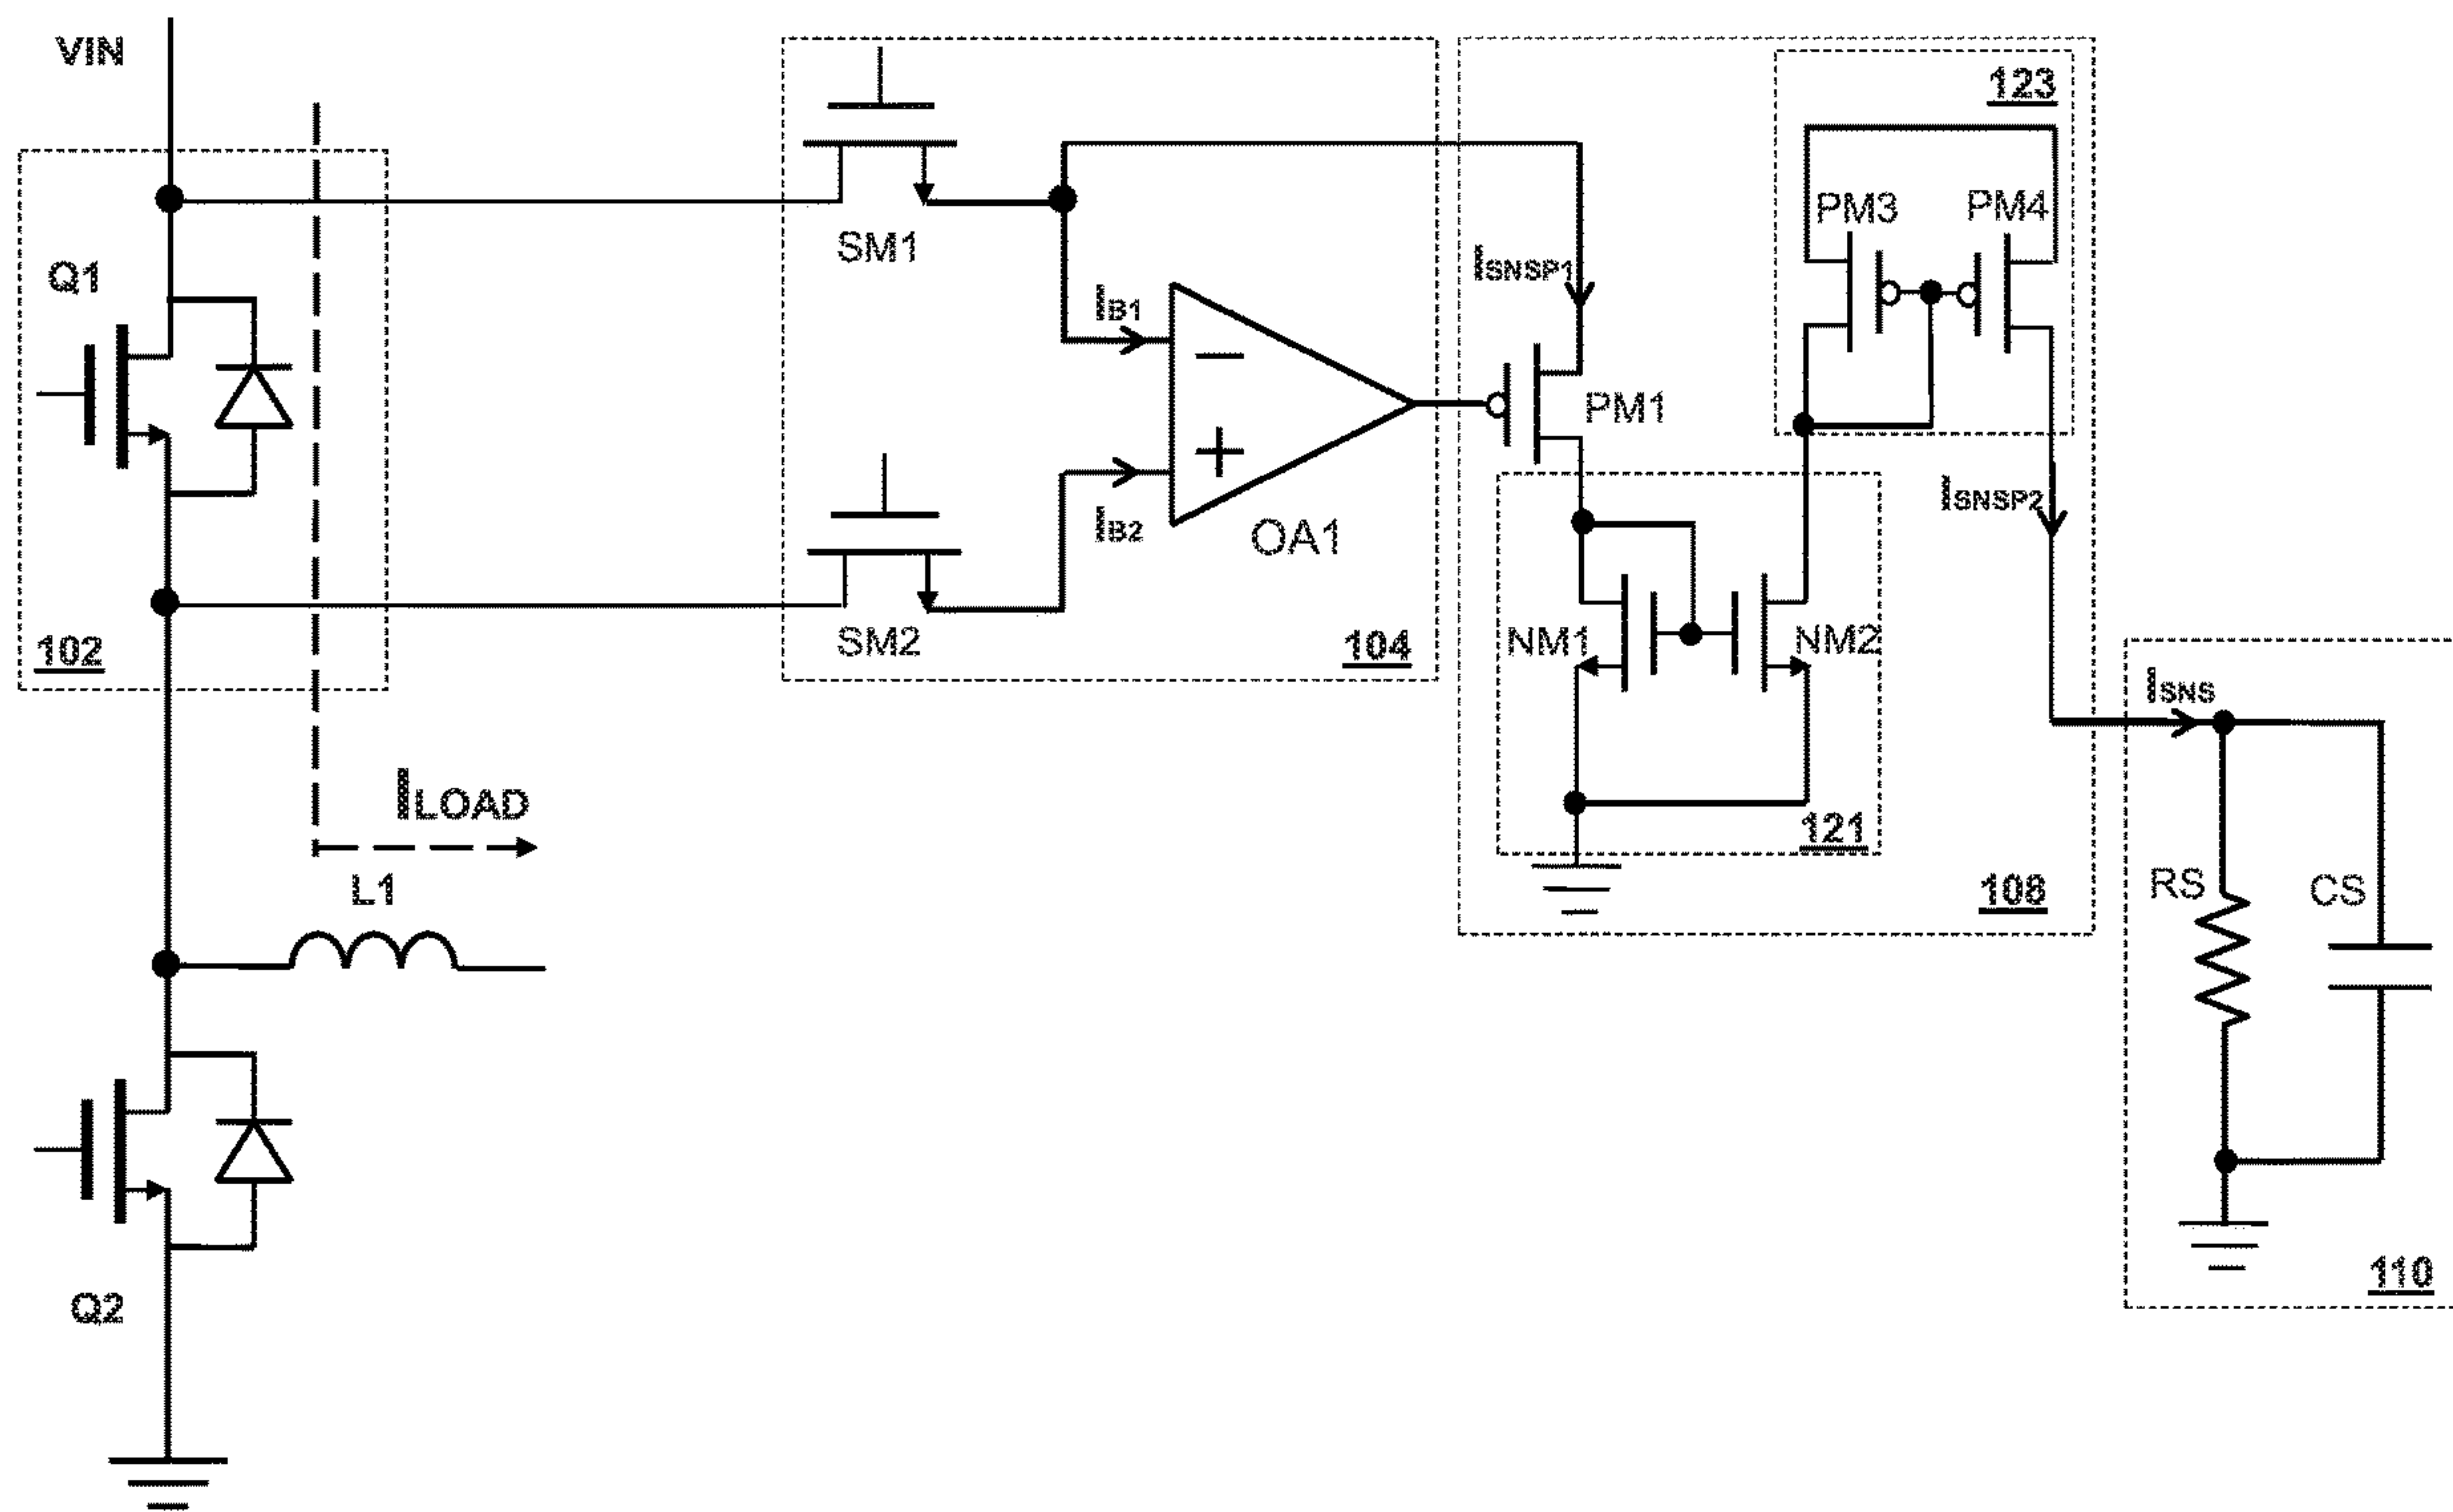 VIN
123
PM3
PM4
SM1
Q1
ISNSP1
IB1
PM1
ISNSP2
IB2
OA1
SM2
104
NM1
NM2
102
ISNS
ILOAD
121
L1
108
RS
CS
110
Q2